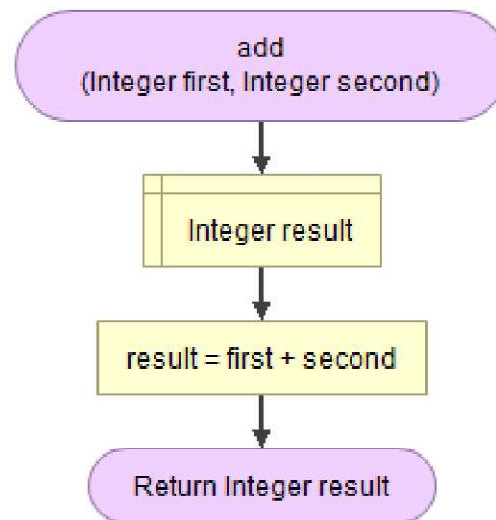 add
(Integer first, Integer second)
Integer result
result = first + second
Return Integer result